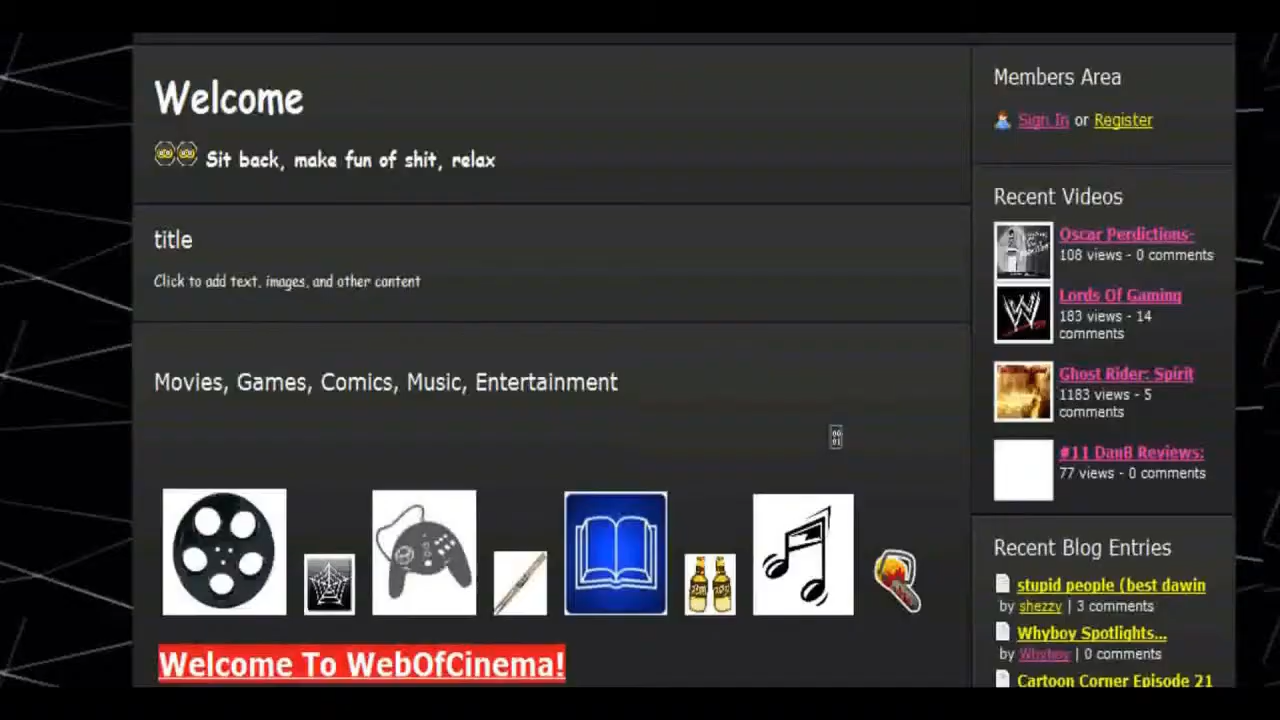 Welcome
Sit back, make fun of shit, relax
title
Click to add text, images, and other content
Movies, Games, Comics, Music, Entertainment
Welcome To WebOfCinema!
Members Area
Sign In or Register
Recent Videos
Oscar Perdictions-
108 views - 0 comments
Lords Of Gaming
183 views - 14
comments
Ghost Rider: Spirit
1183 views - 5
comments
#11 DanB Reviews:
77 views - 0 comments
Recent Blog Entries
stupid people (best dawin
by shezzy | 3 comments
Whyboy Spotlights...
by Whyboy | 0 comments
Cartoon Corner Episode 21